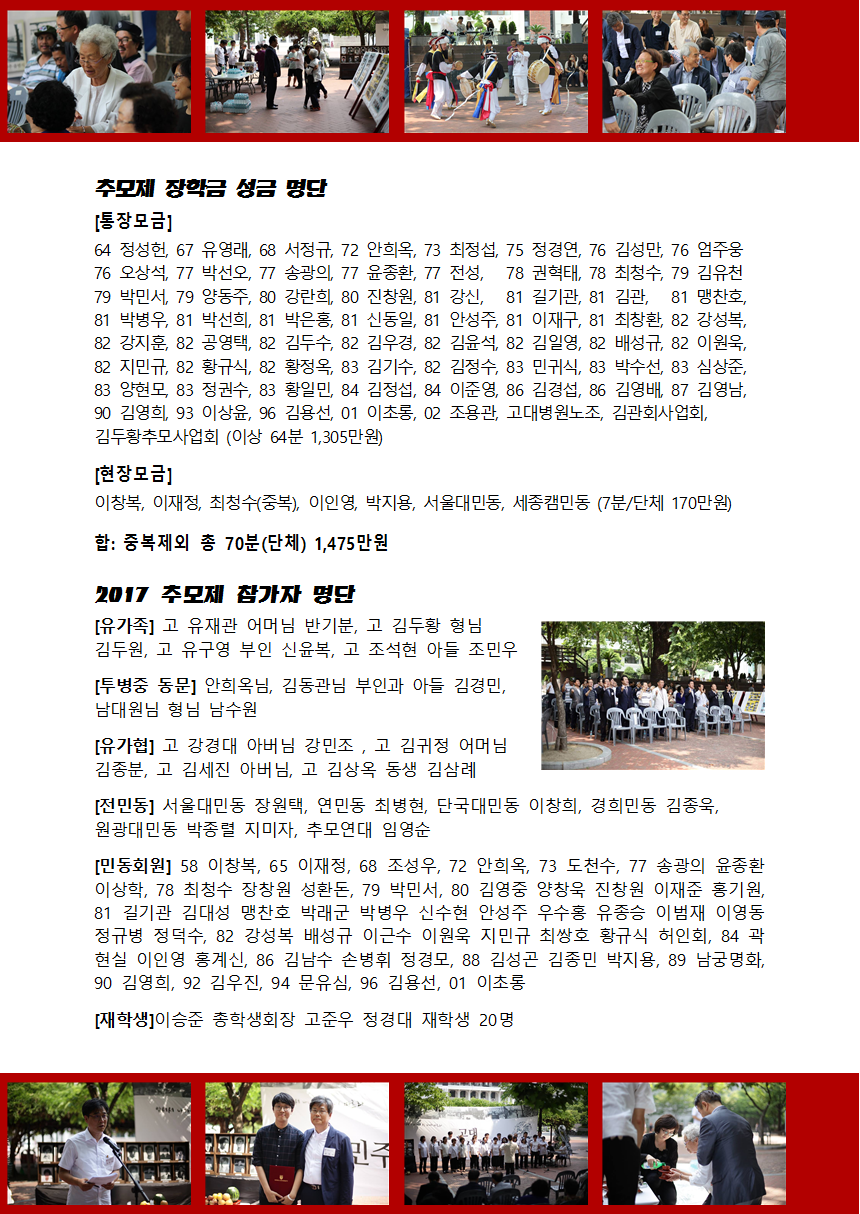 추모제 장학금 성금 명단
[통장모금]
64 정성헌, 67 유영래, 68 서정규, 72 안희옥, 73 최정섭, 75 정경연, 76 김성만, 76 엄주웅
76 오상석, 77 박선오, 77 송광의, 77 윤종환, 77 전성, 78 권혁태, 78 최청수, 79 김유천
79 박민서, 79 양동주, 80 강란희, 80 진창원, 81 강신, 81 길기관, 81 김관, 81 맹찬호,
81 박병우, 81 박선희, 81 박은홍, 81 신동일, 81 안성주, 81 이재구, 81 최창환, 82 강성복,
82 강지훈, 82 공영택, 82 김두수, 82 김우경, 82 김윤석, 82 김일영, 82 배성규, 82 이원욱,
82 지민규, 82 황규식, 82 황정옥, 83 김기수, 82 김정수, 83 민귀식, 83 박수선, 83 심상준,
83 양현모, 83 정권수, 83 황일민, 84 김정섭, 84 이준영, 86 김경섭, 86 김영배, 87 김영남,
90 김영희, 93 이상윤, 96 김용선, 01 이초롱, 02 조용관, 고대병원노조, 김관회사업회,
김두황추모사업회 (이상 64분 1,305만원)
[현장모금]
이창복, 이재정, 최청수(중복), 이인영, 박지용, 서울대민동, 세종캠민동 (7분/단체 170만원)
합: 중복제외 총 70분(단체) 1,475만원
2017 추모제 참가자 명단
[유가족] 고 유재관 어머님 반기분, 고 김두황 형님
김두원, 고 유구영 부인 신윤복, 고 조석현 아들 조민우
[투병중 동문] 안희옥님, 김동관님 부인과 아들 김경민,
남대원님 형님 남수원
[유가협] 고 강경대 아버님 강민조 , 고 김귀정 어머님
김종분, 고 김세진 아버님, 고 김상옥 동생 김삼례
[전민동] 서울대민동 장원택, 연민동 최병현, 단국대민동 이창희, 경희민동 김종욱,
원광대민동 박종렬 지미자, 추모연대 임영순
[민동회원] 58 이창복, 65 이재정, 68 조성우, 72 안희옥, 73 도천수, 77 송광의 윤종환
이상학, 78 최청수 장창원 성환돈, 79 박민서, 80 김영중 양창욱 진창원 이재준 홍기원,
81 길기관 김대성 맹찬호 박래군 박병우 신수현 안성주 우수홍 유종승 이범재 이영동
정규병 정덕수, 82 강성복 배성규 이근수 이원욱 지민규 최쌍호 황규식 허인회, 84 곽
현실 이인영 홍계신, 86 김남수 손병휘 정경모, 88 김성곤 김종민 박지용, 89 남궁명화,
90 김영희, 92 김우진, 94 문유심, 96 김용선, 01 이초롱
[재학생]이승준 총학생회장 고준우 정경대 재학생 20명
고대
민주